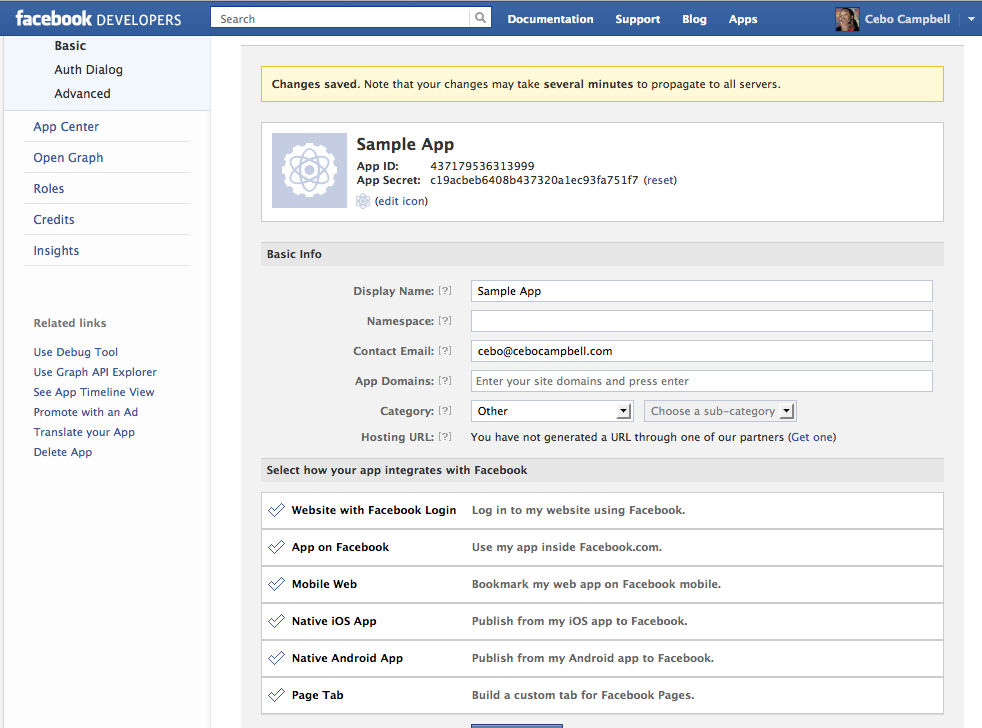 facebook DEVELOPERS Search Documentation Support Blog Apps Cebo Campbell
Basic
Auth Dialog
Advanced
App Center
Open Graph
Roles
Credits
Insights
Related links
Use Debug Tool
Use Graph API Explorer
See App Timeline View
Promote with an Ad
Translate your App
Delete App
Changes saved. Note that your changes may take several minutes to propagate to all servers.
Sample App
App ID: 437179536313999
App Secret: c19acbeb6408b437320a1ec93fa751f7 (reset)
(edit icon)
Basic Info
Display Name: [?] Sample App
Namespace: [?]
Contact Email: [?] cebo@cebocampbell.com
App Domains: [?] Enter your site domains and press enter
Category: [?] Other Choose a sub-category
Hosting URL: [?] You have not generated a URL through one of our partners (Get one)
Select how your app integrates with Facebook
Website with Facebook Login Log in to my website using Facebook.
App on Facebook Use my app inside Facebook.com.
Mobile Web Bookmark my web app on Facebook mobile.
Native iOS App Publish from my iOS app to Facebook.
Native Android App Publish from my Android app to Facebook.
Page Tab Build a custom tab for Facebook Pages.